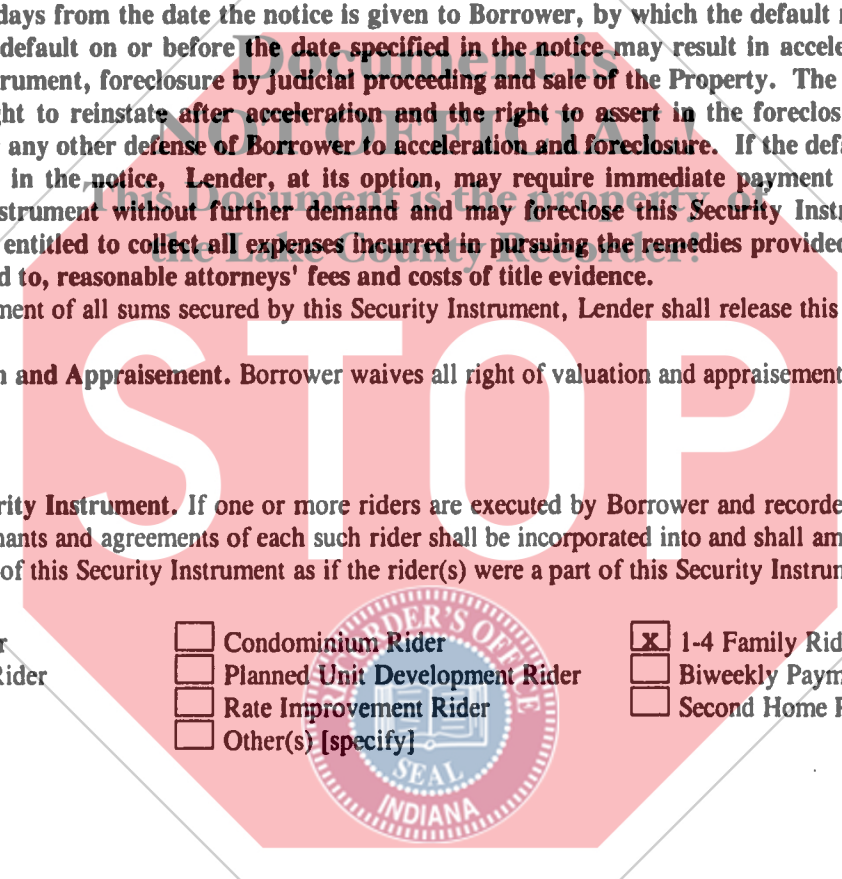 days from the date the notice is given to Borrower, by which the default
default on or before the date specified in the notice may result in accele
rument, foreclosure by judicial proceeding and sale of the Property. The
ht to reinstate after acceleration and the right to assert in the foreclos
any other defense of Borrower to acceleration and foreclosure. If the defa
in the notice, Lender, at its option, may require immediate payment
strument without further demand and may foreclose this Security Instr
entitled to collect all expenses incurred in pursuing the remedies provided
d to, reasonable attorneys' fees and costs of title evidence.
ment of all sums secured by this Security Instrument, Lender shall release this
n and Appraisement. Borrower waives all right of valuation and appraisement
rity Instrument. If one or more riders are executed by Borrower and recorde
nants and agreements of each such rider shall be incorporated into and shall am
of this Security Instrument as if the rider(s) were a part of this Security Instrum
r Condominium Rider x 1-4 Family Rid
Rider Planned Unit Development Rider Biweekly Paym
Rate Improvement Rider Second Home R
Other(s) [specify]
Document is
NOT OFFICIAL!
This Document is the property of
the Lake County Recorder!
STOP
RECORDER'S OFFICE
SEAL
INDIANA